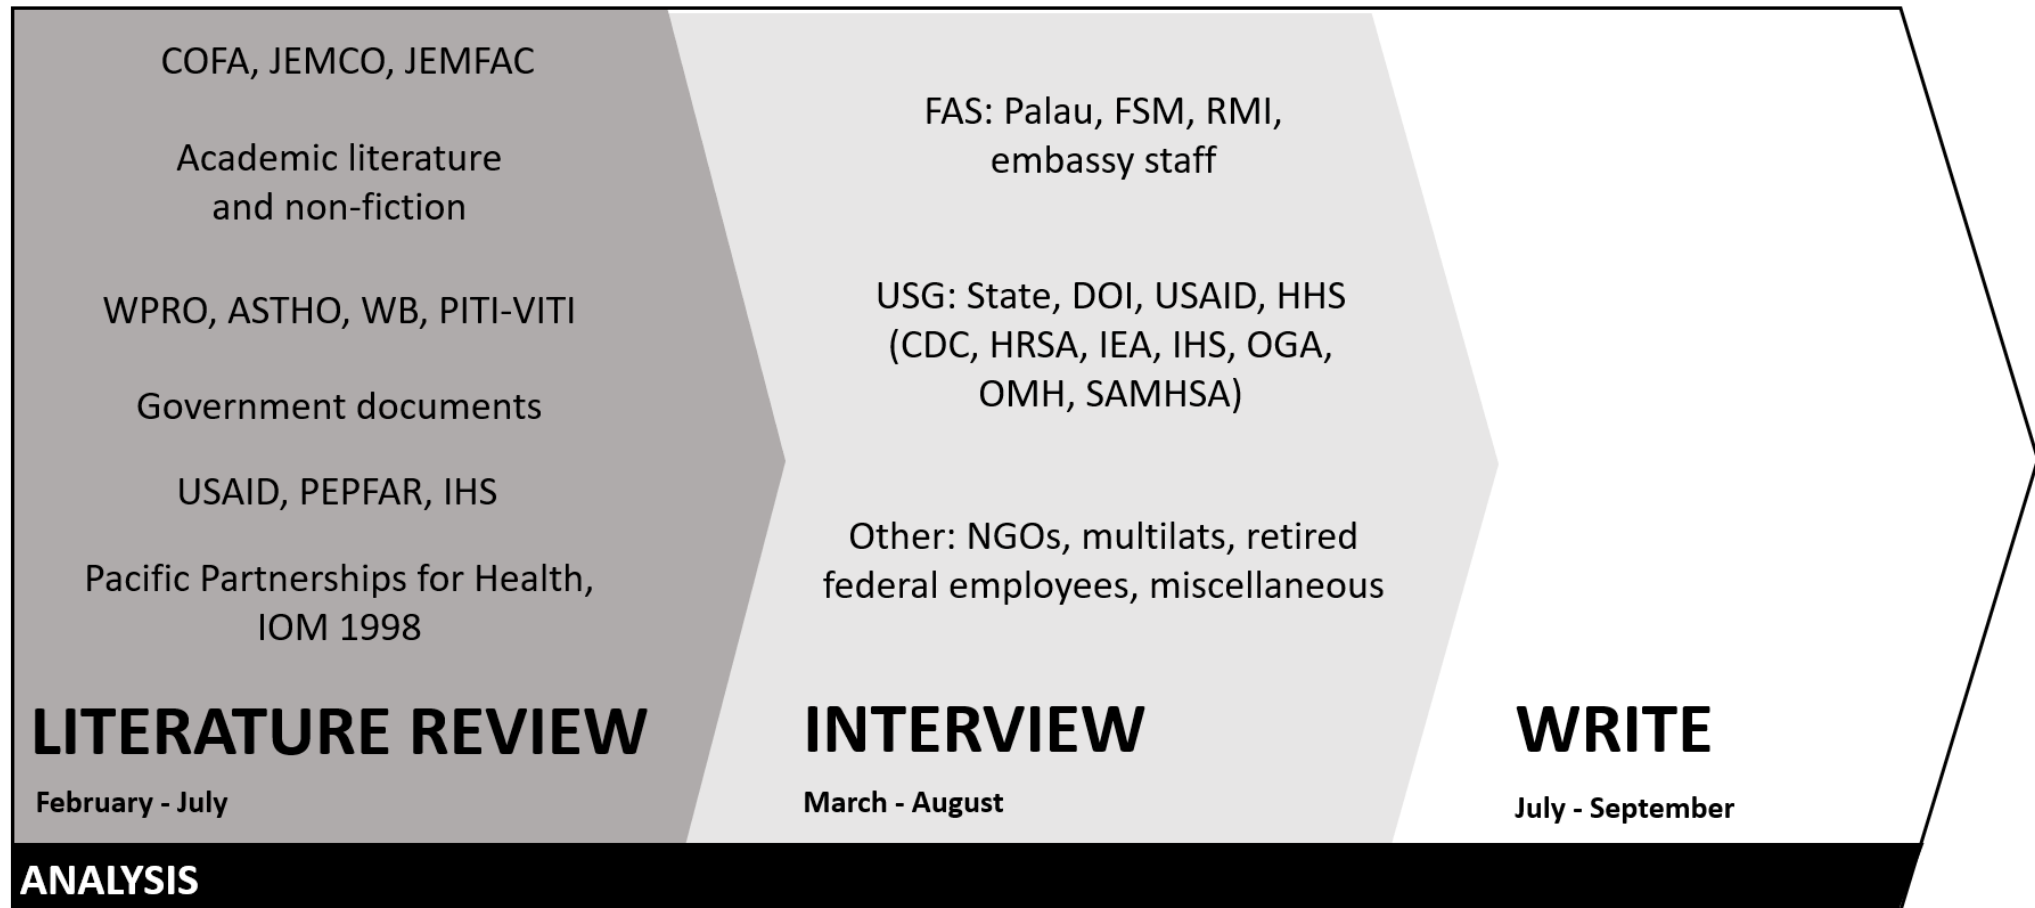 COFA, JEMCO, JEMFAC
Academic literature
and non-fiction
WPRO, ASTHO, WB, PITI-VITI
Government documents
USAID, PEPFAR, IHS
Pacific Partnerships for Health,
IOM 1998
LITERATURE REVIEW
February - July
FAS: Palau, FSM, RMI,
embassy staff
USG: State, DOI, USAID, HHS
(CDC, HRSA, IEA, IHS, OGA,
OMH, SAMHSA)
Other: NGOs, multilats, retired
federal employees, miscellaneous
INTERVIEW
March - August
WRITE
July - September
ANALYSIS